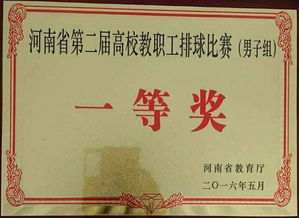 河南省第二届高校教职工排球比赛(男子组)
一等奖
河南省教育厅
二〇一六年五月